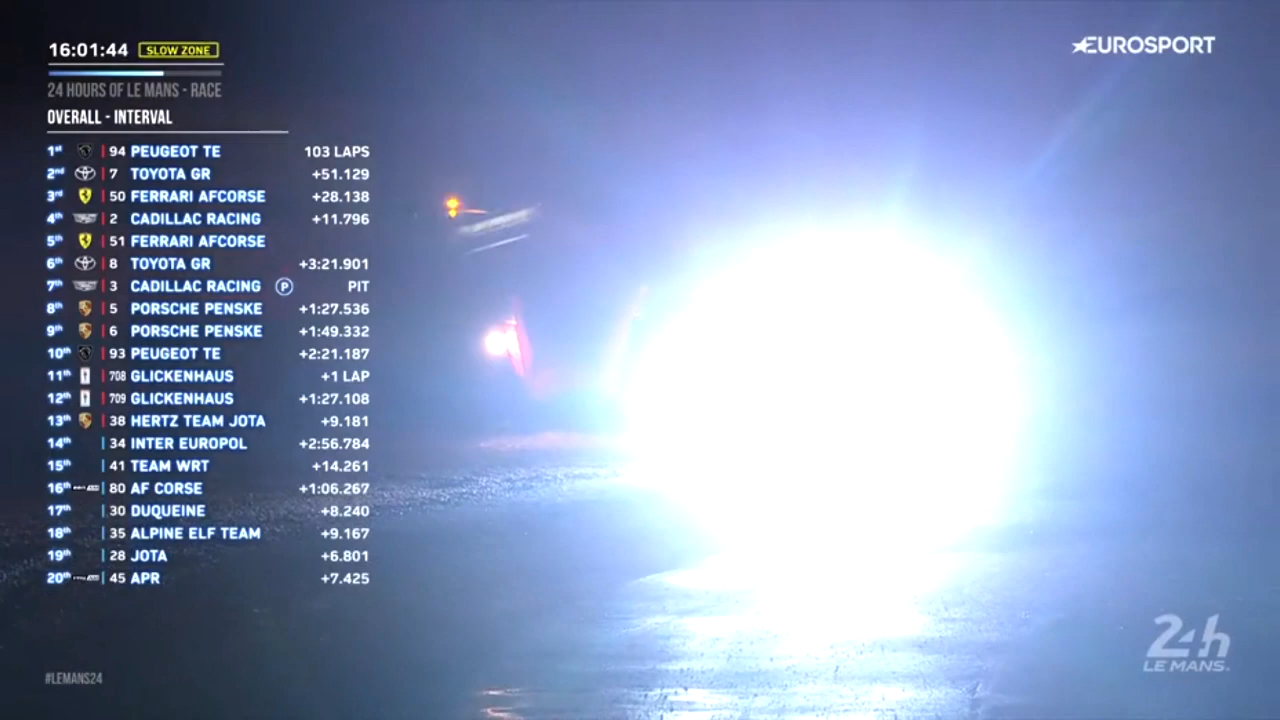 16:01:44 SLOW ZONE
EUROSPORT
24 HOURS OF LE MANS - RACE
OVERALL - INTERVAL
1st 94 PEUGEOT TE 103 LAPS
2nd 7 TOYOTA GR +51.129
3rd 50 FERRARI AFCORSE +28.138
4th 2 CADILLAC RACING +11.796
5th 51 FERRARI AFCORSE
6th 8 TOYOTA GR +3:21.901
7th 3 CADILLAC RACING P PIT
8th 5 PORSCHE PENSKE +1:27.536
9th 6 PORSCHE PENSKE +1:49.332
10th 93 PEUGEOT TE +2:21.187
11th 708 GLICKENHAUS +1 LAP
12th 709 GLICKENHAUS +1:27.108
13th 38 HERTZ TEAM JOTA +9.181
14th 34 INTER EUROPOL +2:56.784
15th 41 TEAM WRT +14.261
16th 80 AF CORSE +1:06.267
17th 30 DUQUEINE +8.240
18th 35 ALPINE ELF TEAM +9.167
19th 28 JOTA +6.801
20th 45 APR +7.425
24h
LE MANS
#LEMANS24